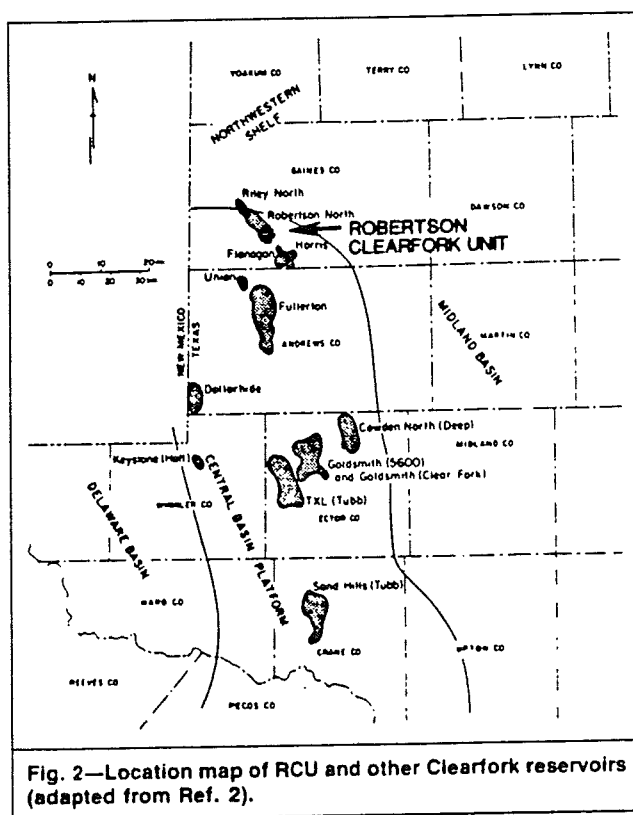 N
YOAKUM CO
TERRY CO
LYNN CO
NORTHWESTERN
SHELF
GAINES CO
DAWSON CO
Riley North
Robertson North
ROBERTSON
CLEARFORK UNIT
Harris
Flanagan
Union
Fullerton
ANDREWS CO
MARTIN CO
MIDLAND BASIN
NEW MEXICO
TEXAS
Dollarhide
Cowden North (Deep)
MIDLAND CO
Goldsmith (5600)
and Goldsmith (Clear Fork)
Keystone (Holt)
TXL (Tubb)
ECTOR CO
WINKLER CO
CENTRAL BASIN PLATFORM
DELAWARE BASIN
Sand Hills (Tubb)
WARD CO
CRANE CO
UPTON CO
REEVES CO
PECOS CO
Fig. 2—Location map of RCU and other Clearfork reservoirs
(adapted from Ref. 2).